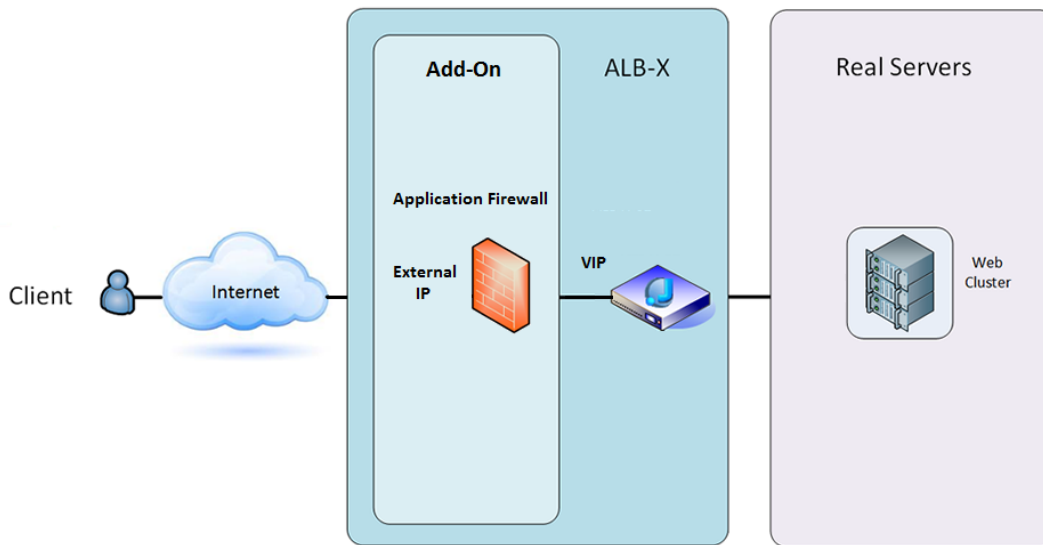 Add-On
ALB-X
Real Servers
Application Firewall
External
IP
VIP
Web
Cluster
Client
Internet